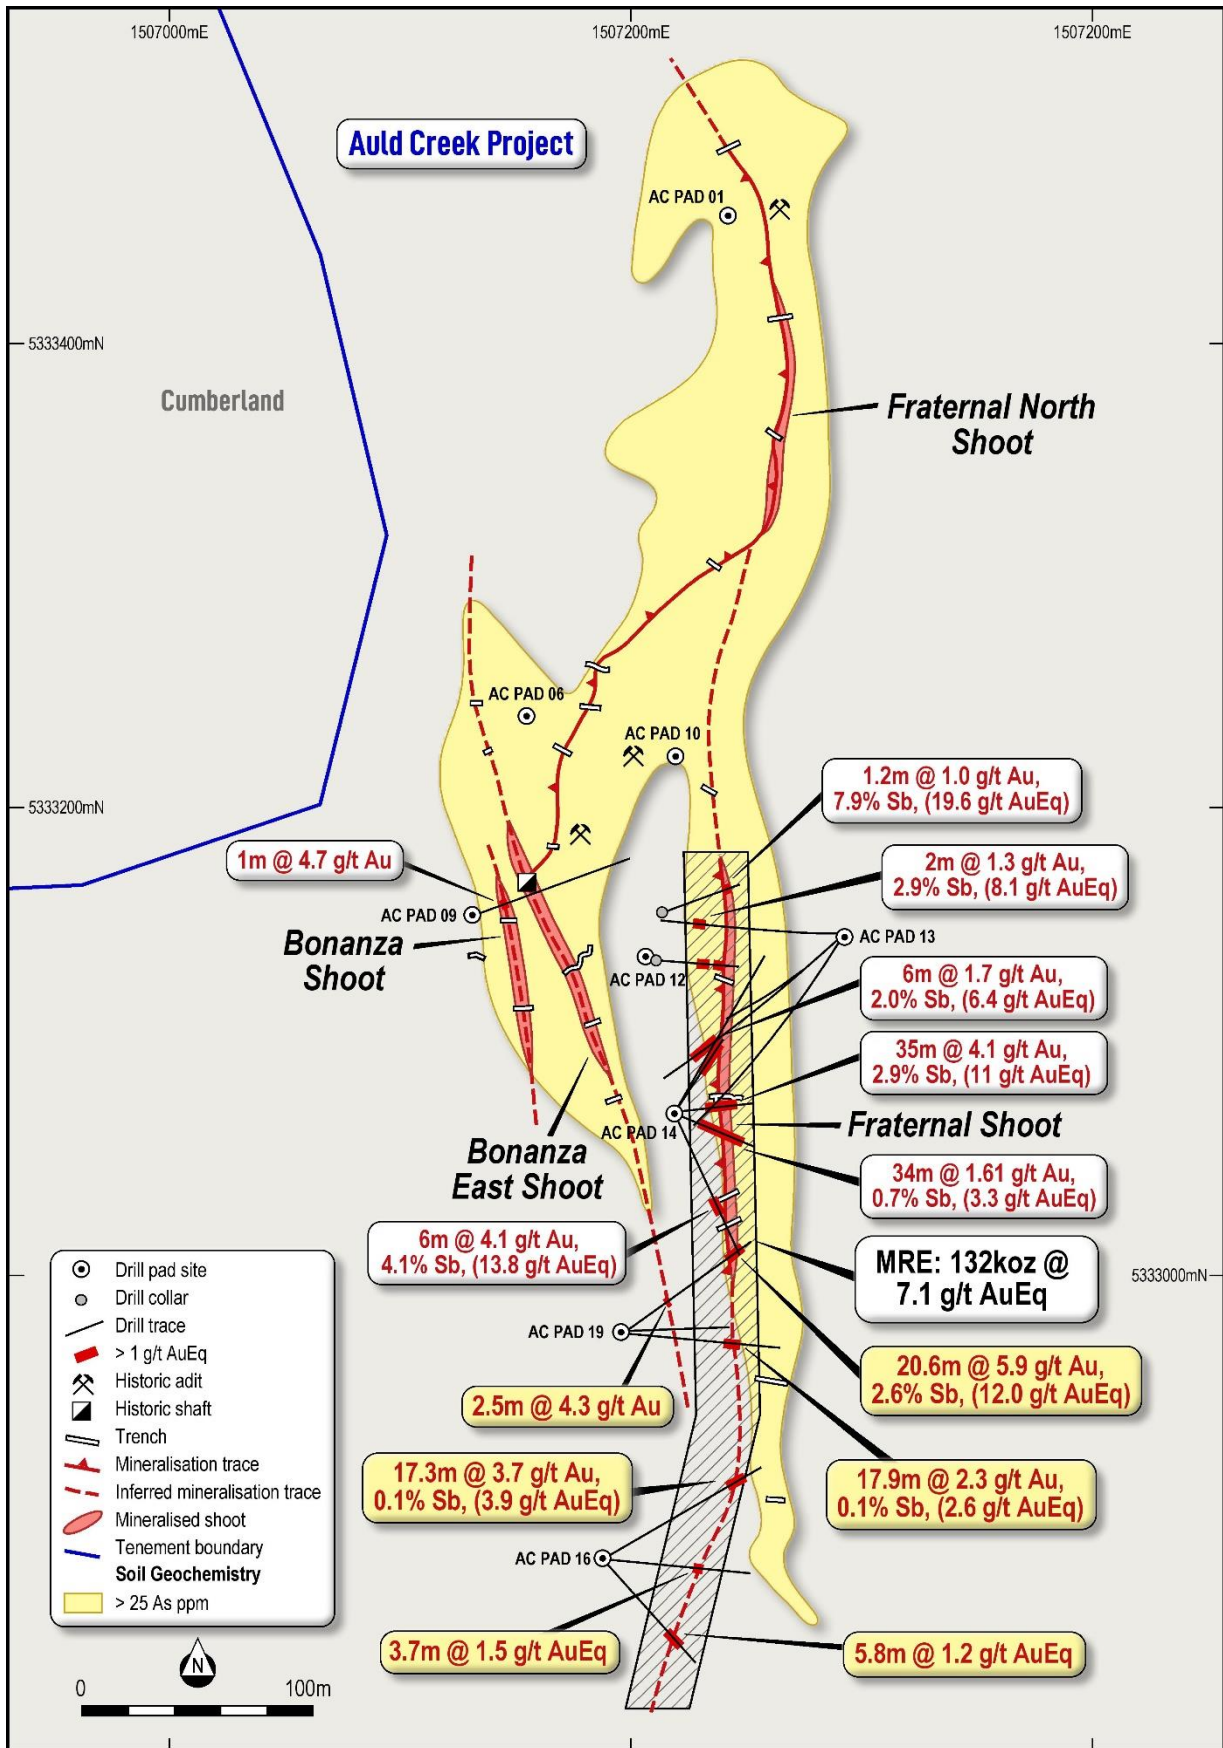 1507000mE
1507200mE
1507200mE
Auld Creek Project
AC PAD 01
5333400mN
Cumberland
Fraternal North
Shoot
AC PAD 06
AC PAD 10
5333200mN
1.2m @ 1.0 g/t Au,
7.9% Sb, (19.6 g/t AuEq)
1m @ 4.7 g/t Au
2m @ 1.3 g/t Au,
2.9% Sb, (8.1 g/t AuEq)
AC PAD 09
AC PAD 13
Bonanza
Shoot
AC PAD 12
6m @ 1.7 g/t Au,
2.0% Sb, (6.4 g/t AuEq)
35m @ 4.1 g/t Au,
2.9% Sb, (11 g/t AuEq)
AC PAD 14
Fraternal Shoot
Bonanza
East Shoot
34m @ 1.61 g/t Au,
0.7% Sb, (3.3 g/t AuEq)
6m @ 4.1 g/t Au,
4.1% Sb, (13.8 g/t AuEq)
MRE: 132koz @
7.1 g/t AuEq
5333000mN
AC PAD 19
20.6m @ 5.9 g/t Au,
2.6% Sb, (12.0 g/t AuEq)
2.5m @ 4.3 g/t Au
17.3m @ 3.7 g/t Au,
0.1% Sb, (3.9 g/t AuEq)
17.9m @ 2.3 g/t Au,
0.1% Sb, (2.6 g/t AuEq)
AC PAD 16
3.7m @ 1.5 g/t AuEq
5.8m @ 1.2 g/t AuEq
Drill pad site
Drill collar
Drill trace
> 1 g/t AuEq
Historic adit
Historic shaft
Trench
Mineralisation trace
Inferred mineralisation trace
Mineralised shoot
Tenement boundary
Soil Geochemistry
> 25 As ppm
N
0
100m